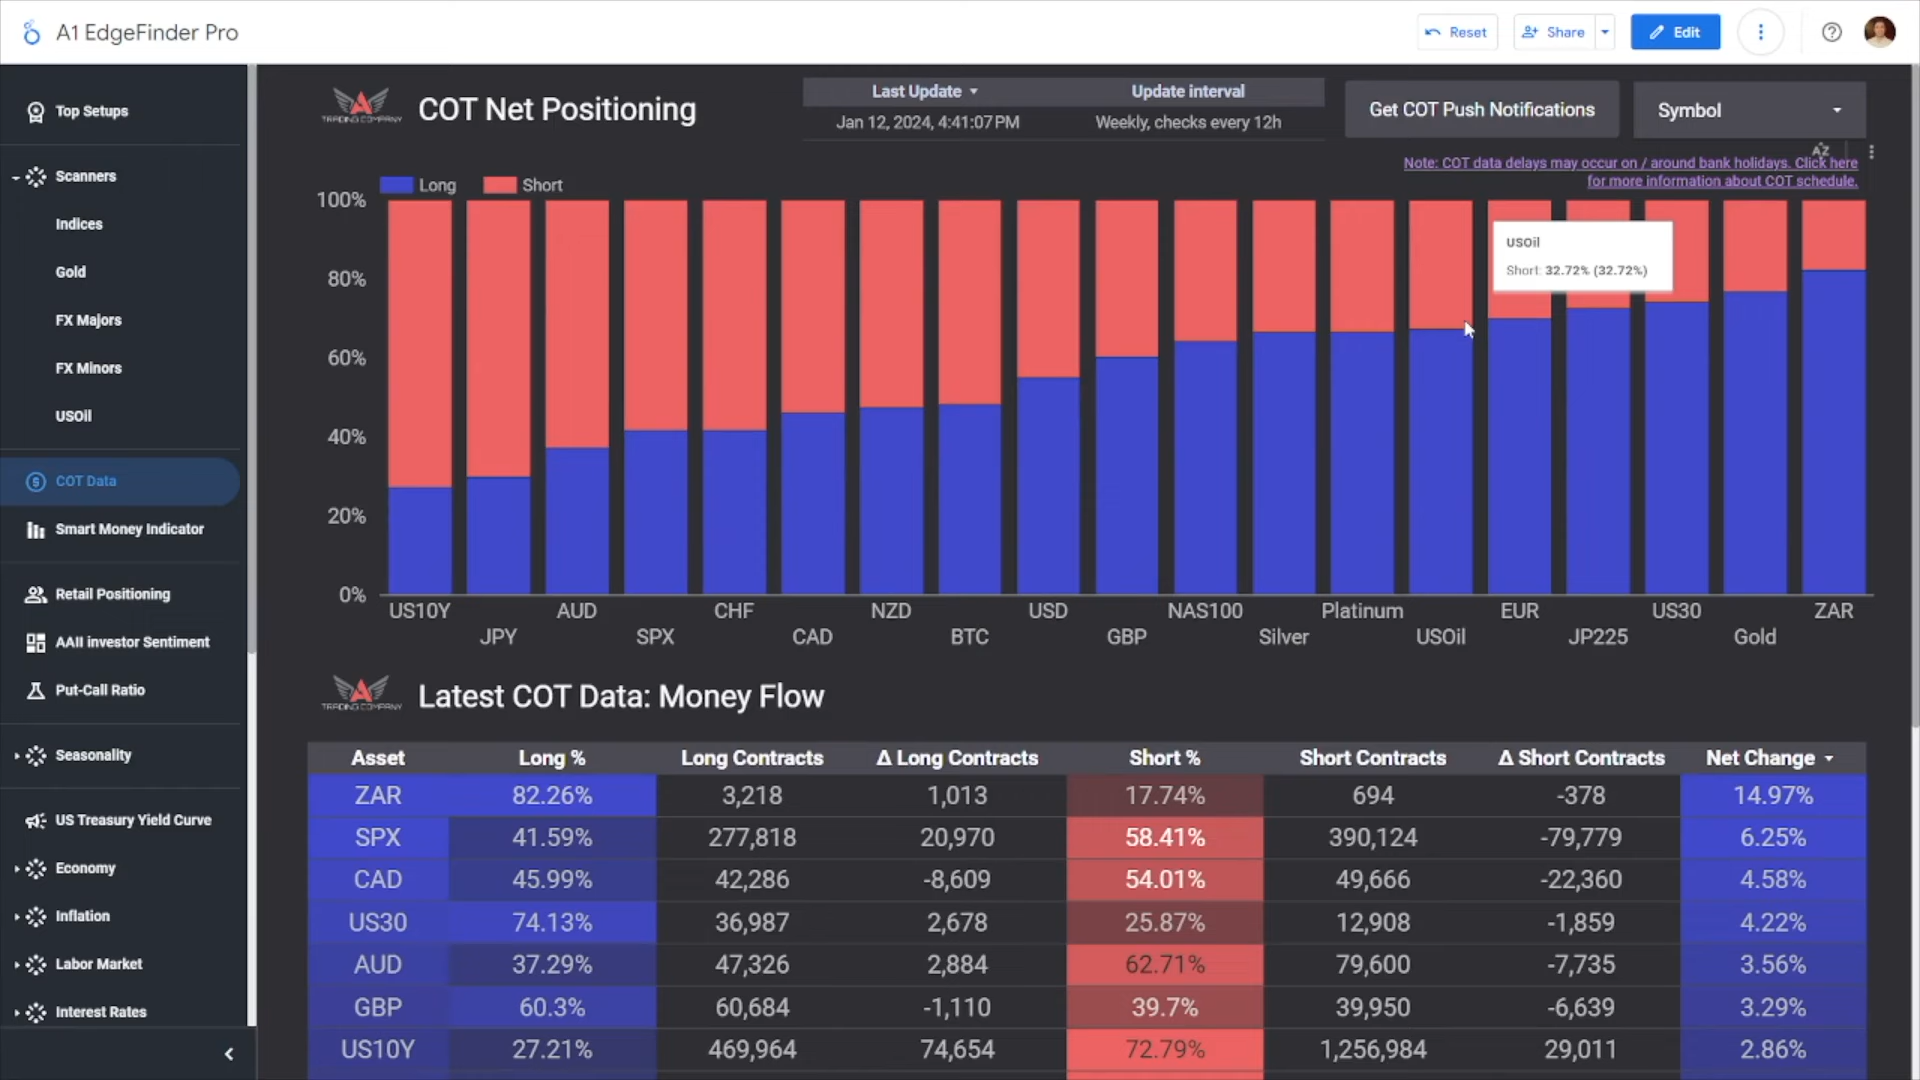 A1 EdgeFinder Pro
Reset
Share
Edit
Top Setups
Scanners
Indices
Gold
FX Majors
FX Minors
USOil
COT Data
Smart Money Indicator
Retail Positioning
AAII investor Sentiment
Put-Call Ratio
Seasonality
US Treasury Yield Curve
Economy
Inflation
Labor Market
Interest Rates
A
TRADING COMPANY
COT Net Positioning
Last Update Update interval
Jan 12, 2024, 4:41:07 PM Weekly, checks every 12h
Get COT Push Notifications
Symbol
AZ
Note: COT data delays may occur on / around bank holidays. Click here
for more information about COT schedule.
Long Short
100%
80%
60%
40%
20%
0%
USOil
Short: 32.72% (32.72%)
US10Y AUD CHF NZD USD NAS100 Platinum EUR US30 ZAR
JPY SPX CAD BTC GBP Silver USOil JP225 Gold
A
TRADING COMPANY
Latest COT Data: Money Flow
Asset Long % Long Contracts Δ Long Contracts Short % Short Contracts Δ Short Contracts Net Change
ZAR 82.26% 3,218 1,013 17.74% 694 -378 14.97%
SPX 41.59% 277,818 20,970 58.41% 390,124 -79,779 6.25%
CAD 45.99% 42,286 -8,609 54.01% 49,666 -22,360 4.58%
US30 74.13% 36,987 2,678 25.87% 12,908 -1,859 4.22%
AUD 37.29% 47,326 2,884 62.71% 79,600 -7,735 3.56%
GBP 60.3% 60,684 -1,110 39.7% 39,950 -6,639 3.29%
US10Y 27.21% 469,964 74,654 72.79% 1,256,984 29,011 2.86%